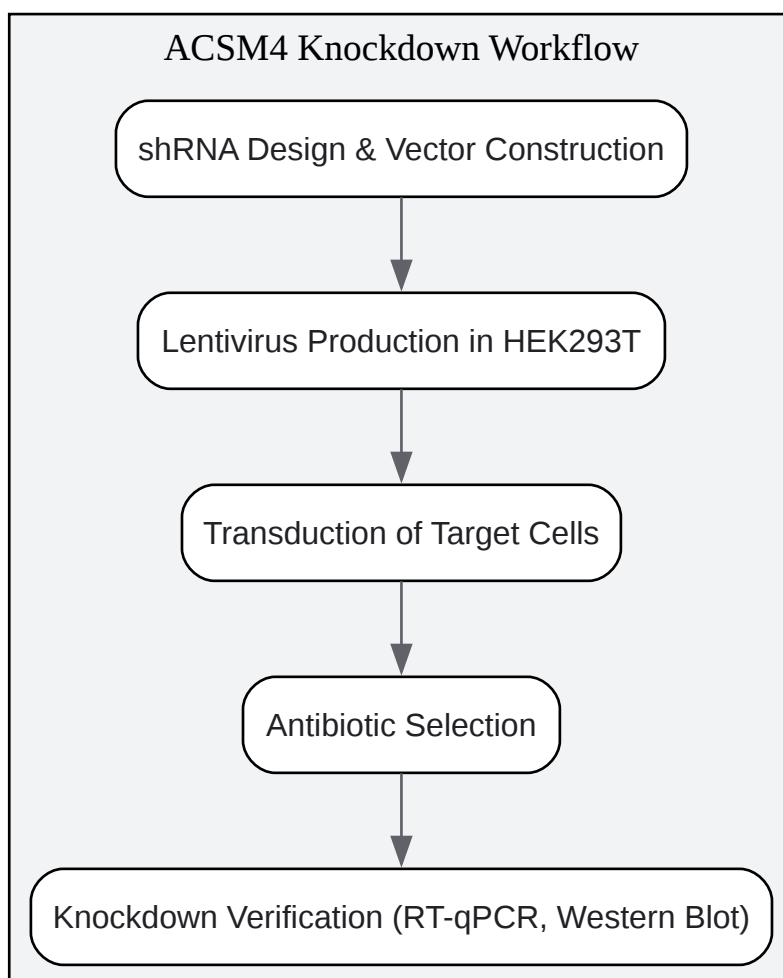 ACSM4 Knockdown Workflow
shRNA Design & Vector Construction
Lentivirus Production in HEK293T
Transduction of Target Cells
Antibiotic Selection
Knockdown Verification (RT-qPCR, Western Blot)